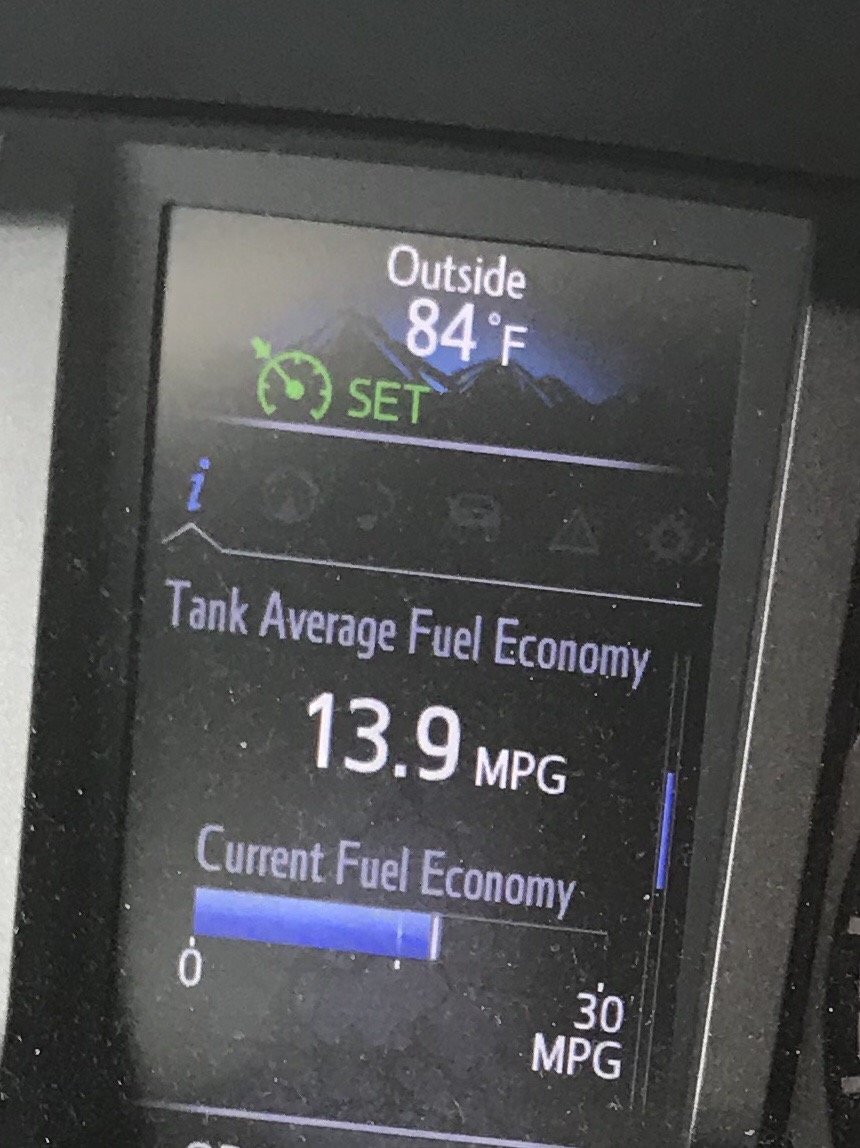 Outside
84°F
SET
i
Tank Average Fuel Economy
13.9 MPG
Current Fuel Economy
0
30
MPG